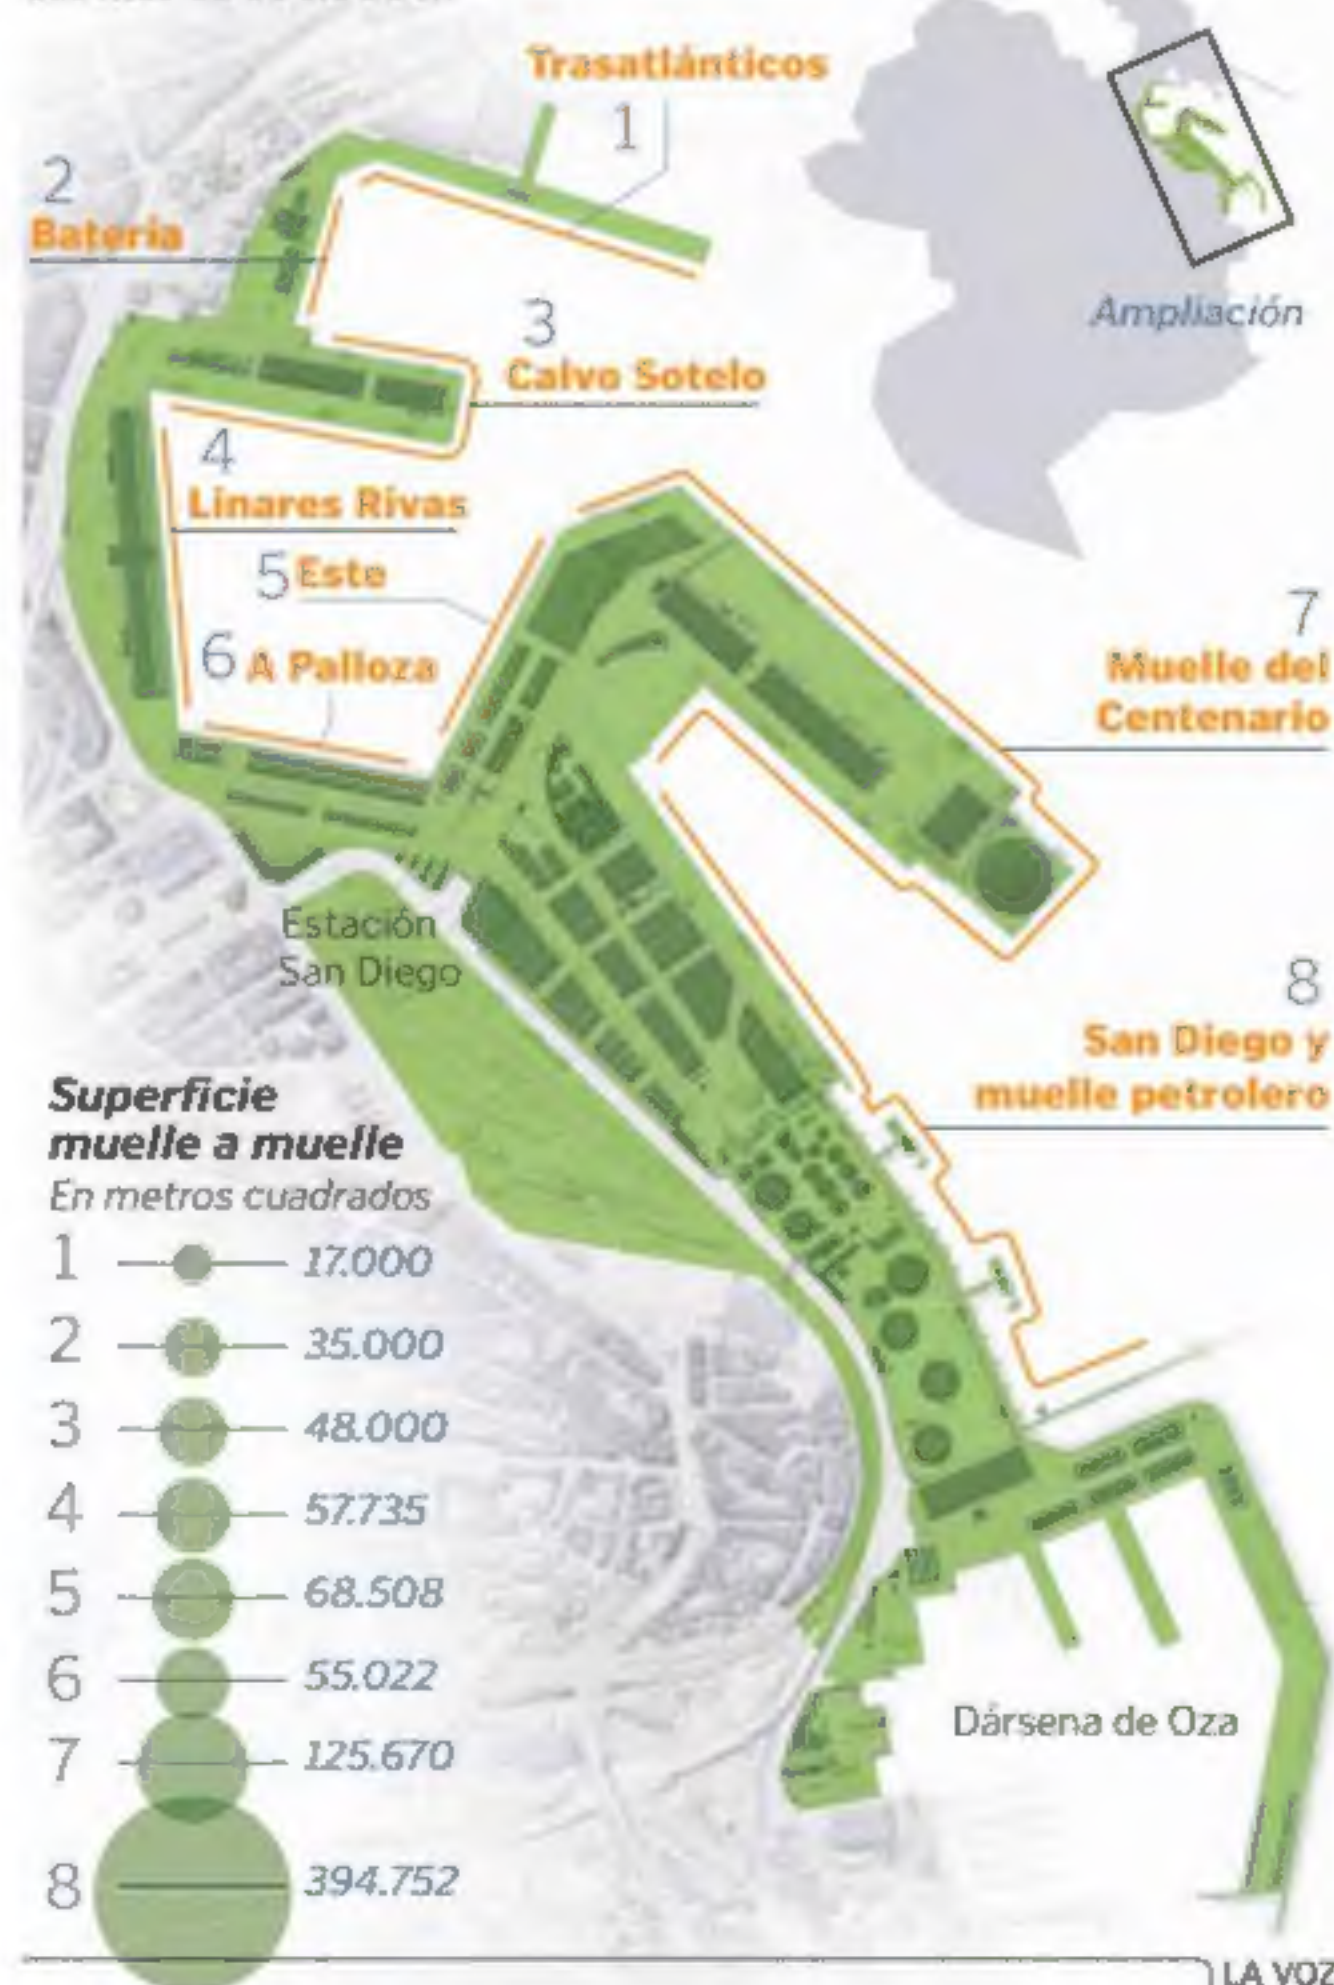 Trasatlánticos
1
2
Batería
Ampliación
3
Calvo Sotelo
4
Linares Rivas
5 Este
6 A Palloza
7
Muelle del
Centenario
Estación
San Diego
8
San Diego y
muelle petrolero
Superficie
muelle a muelle
En metros cuadrados
1 17.000
2 35.000
3 48.000
4 57.735
5 68.508
6 55.022
7 125.670
8 394.752
Dársena de Oza
LA VOZ